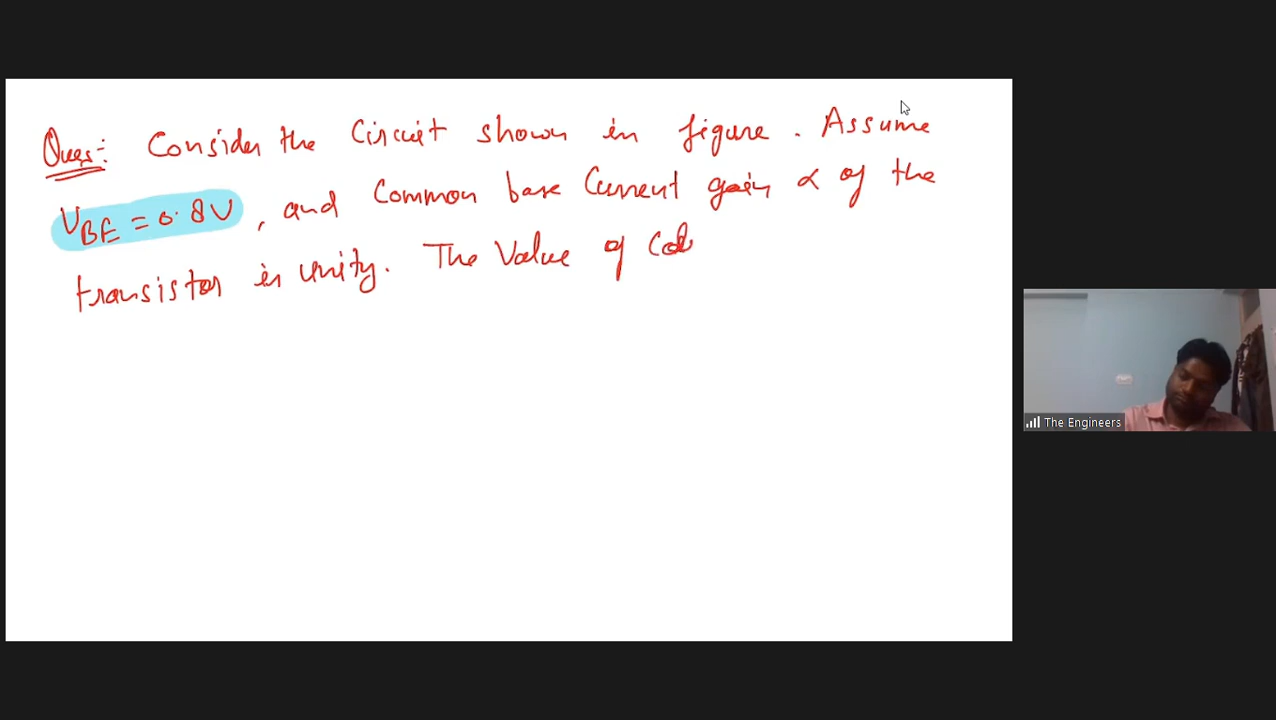 Ques:- Consider the Circuit shown in figure. Assume
VBE = 0.8V, and Common base Current gain α of the
transistor is unity. The Value of Col
The Engineers